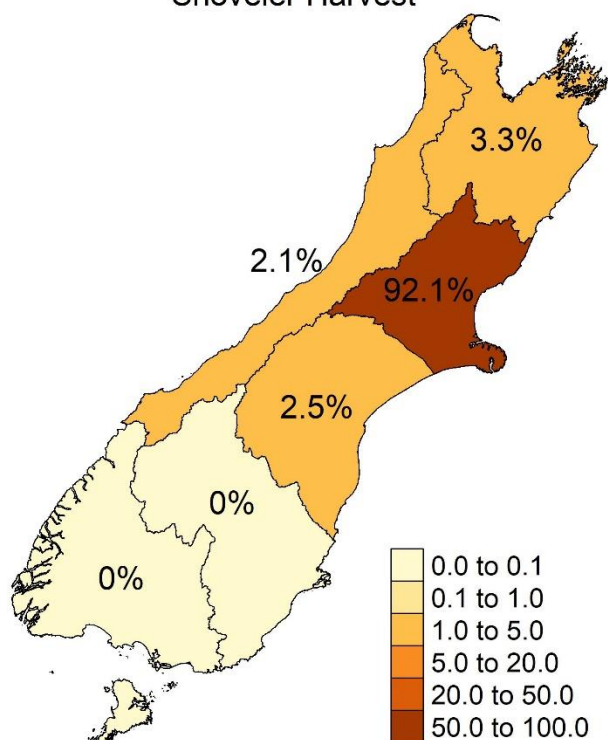 Shoveler Harvest
3.3%
2.1%
92.1%
2.5%
0%
0%
0.0 to 0.1
0.1 to 1.0
1.0 to 5.0
5.0 to 20.0
20.0 to 50.0
50.0 to 100.0